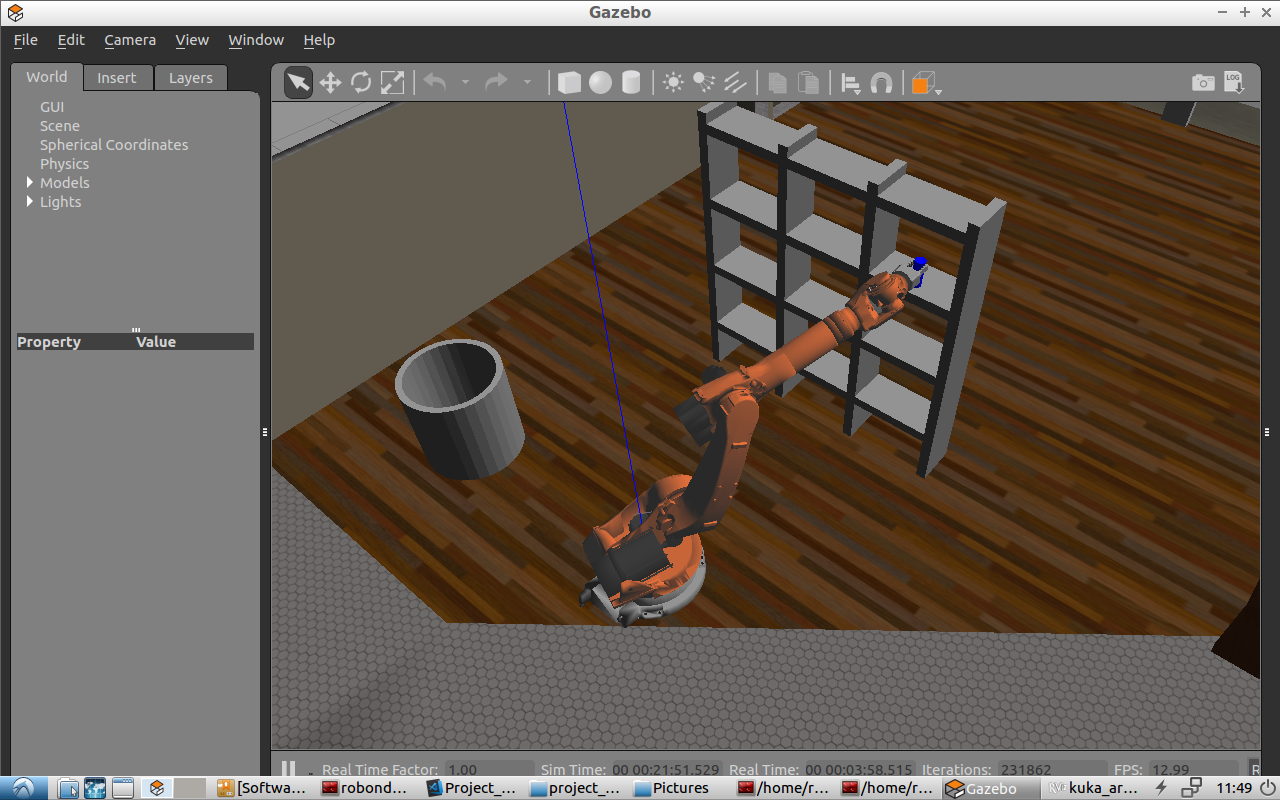 Gazebo
File Edit Camera View Window Help
World Insert Layers
LOG
GUI
Scene
Spherical Coordinates
Physics
Models
Lights
Property Value
Real Time Factor: 1.00 Sim Time: 00 00:21:51.529 Real Time: 00 00:03:58.515 Iterations: 231862 FPS: 12.99 R
[Softwa... robond... Project_... project_... Pictures /home/r... /home/r... Gazebo kuka_ar... 11:49